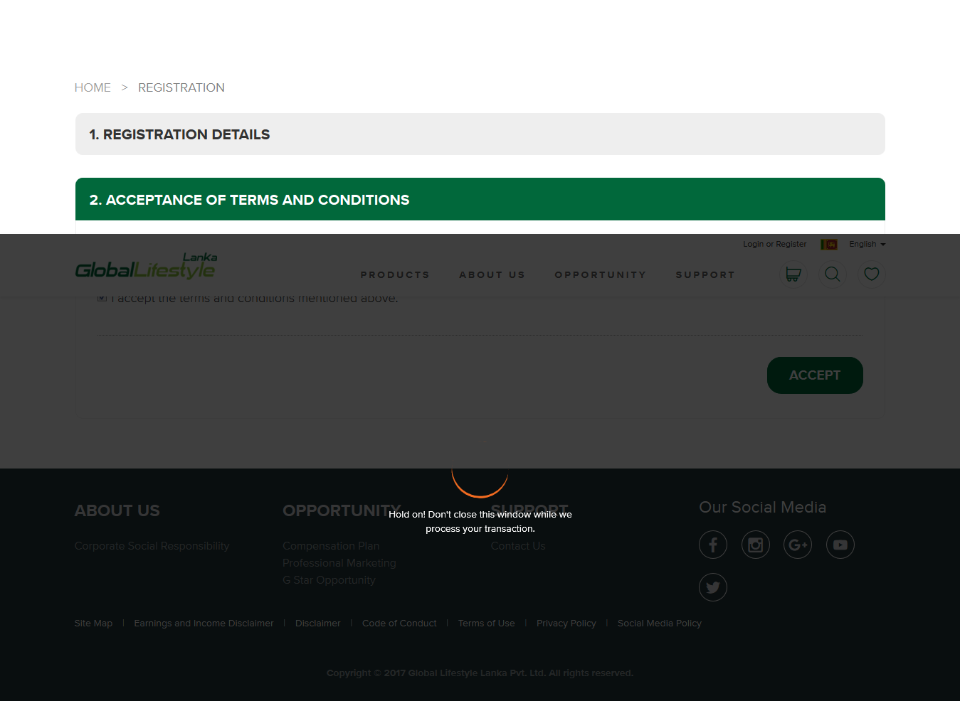 HOME > REGISTRATION
1. REGISTRATION DETAILS
2. ACCEPTANCE OF TERMS AND CONDITIONS
Login or Register English
Lanka
GlobalLifestyle
PRODUCTS ABOUT US OPPORTUNITY SUPPORT
I accept the terms and conditions mentioned above.
ACCEPT
ABOUT US OPPORTUNITY SUPPORT Our Social Media
Hold on! Don't close this window while we
process your transaction.
Corporate Social Responsibility Compensation Plan Contact Us
Professional Marketing
G Star Opportunity
Site Map | Earnings and Income Disclaimer | Disclaimer | Code of Conduct | Terms of Use | Privacy Policy | Social Media Policy
Copyright © 2017 Global Lifestyle Lanka Pvt. Ltd. All rights reserved.